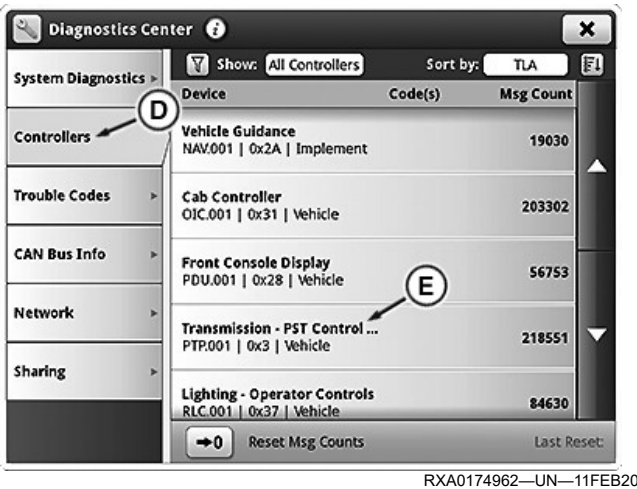 Diagnostics Center
System Diagnostics
Controllers
Trouble Codes
CAN Bus Info
Network
Sharing
D
Show: All Controllers Sort by: TLA
Device Code(s) Msg Count
Vehicle Guidance
NAV.001 | 0x2A | Implement
19030
Cab Controller
OIC.001 | 0x31 | Vehicle
203302
Front Console Display
PDU.001 | 0x28 | Vehicle
56753
E
Transmission - PST Control ...
PTP.001 | 0x3 | Vehicle
218551
Lighting - Operator Controls
RLC.001 | 0x37 | Vehicle
84630
→0 Reset Msg Counts Last Reset:
RXA0174962—UN—11FEB20